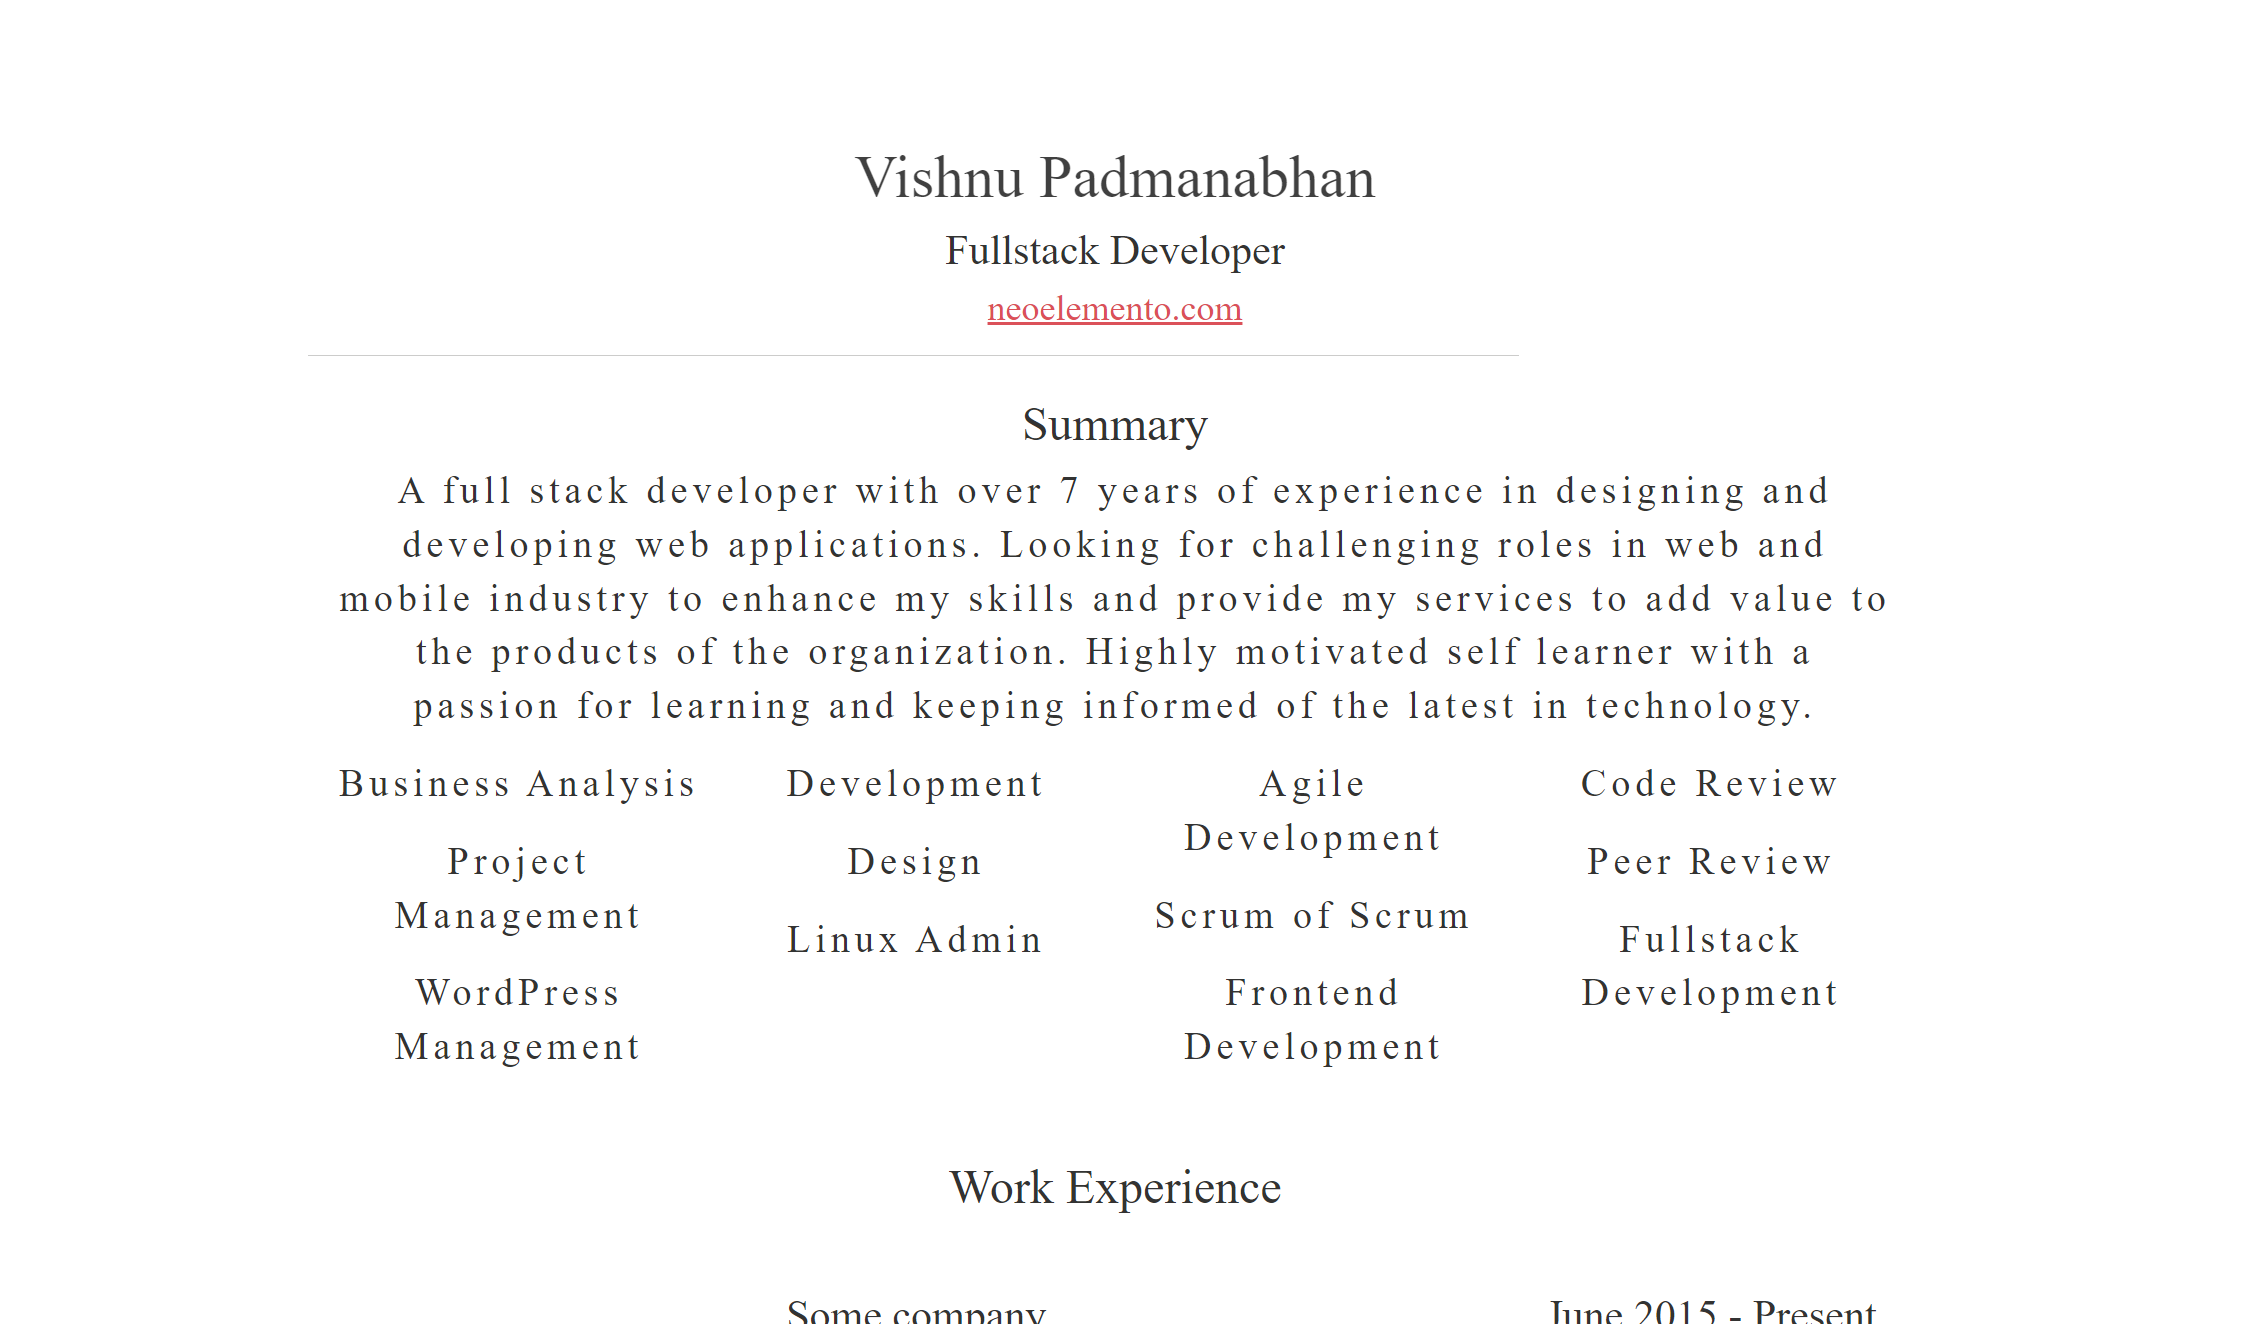 Vishnu Padmanabhan
Fullstack Developer
neoelemento.com
Summary
A full stack developer with over 7 years of experience in designing and
developing web applications. Looking for challenging roles in web and
mobile industry to enhance my skills and provide my services to add value to
the products of the organization. Highly motivated self learner with a
passion for learning and keeping informed of the latest in technology.
Business Analysis
Project
Management
WordPress
Management
Development
Design
Linux Admin
Agile
Development
Scrum of Scrum
Frontend
Development
Code Review
Peer Review
Fullstack
Development
Work Experience
Some company
June 2015 - Present